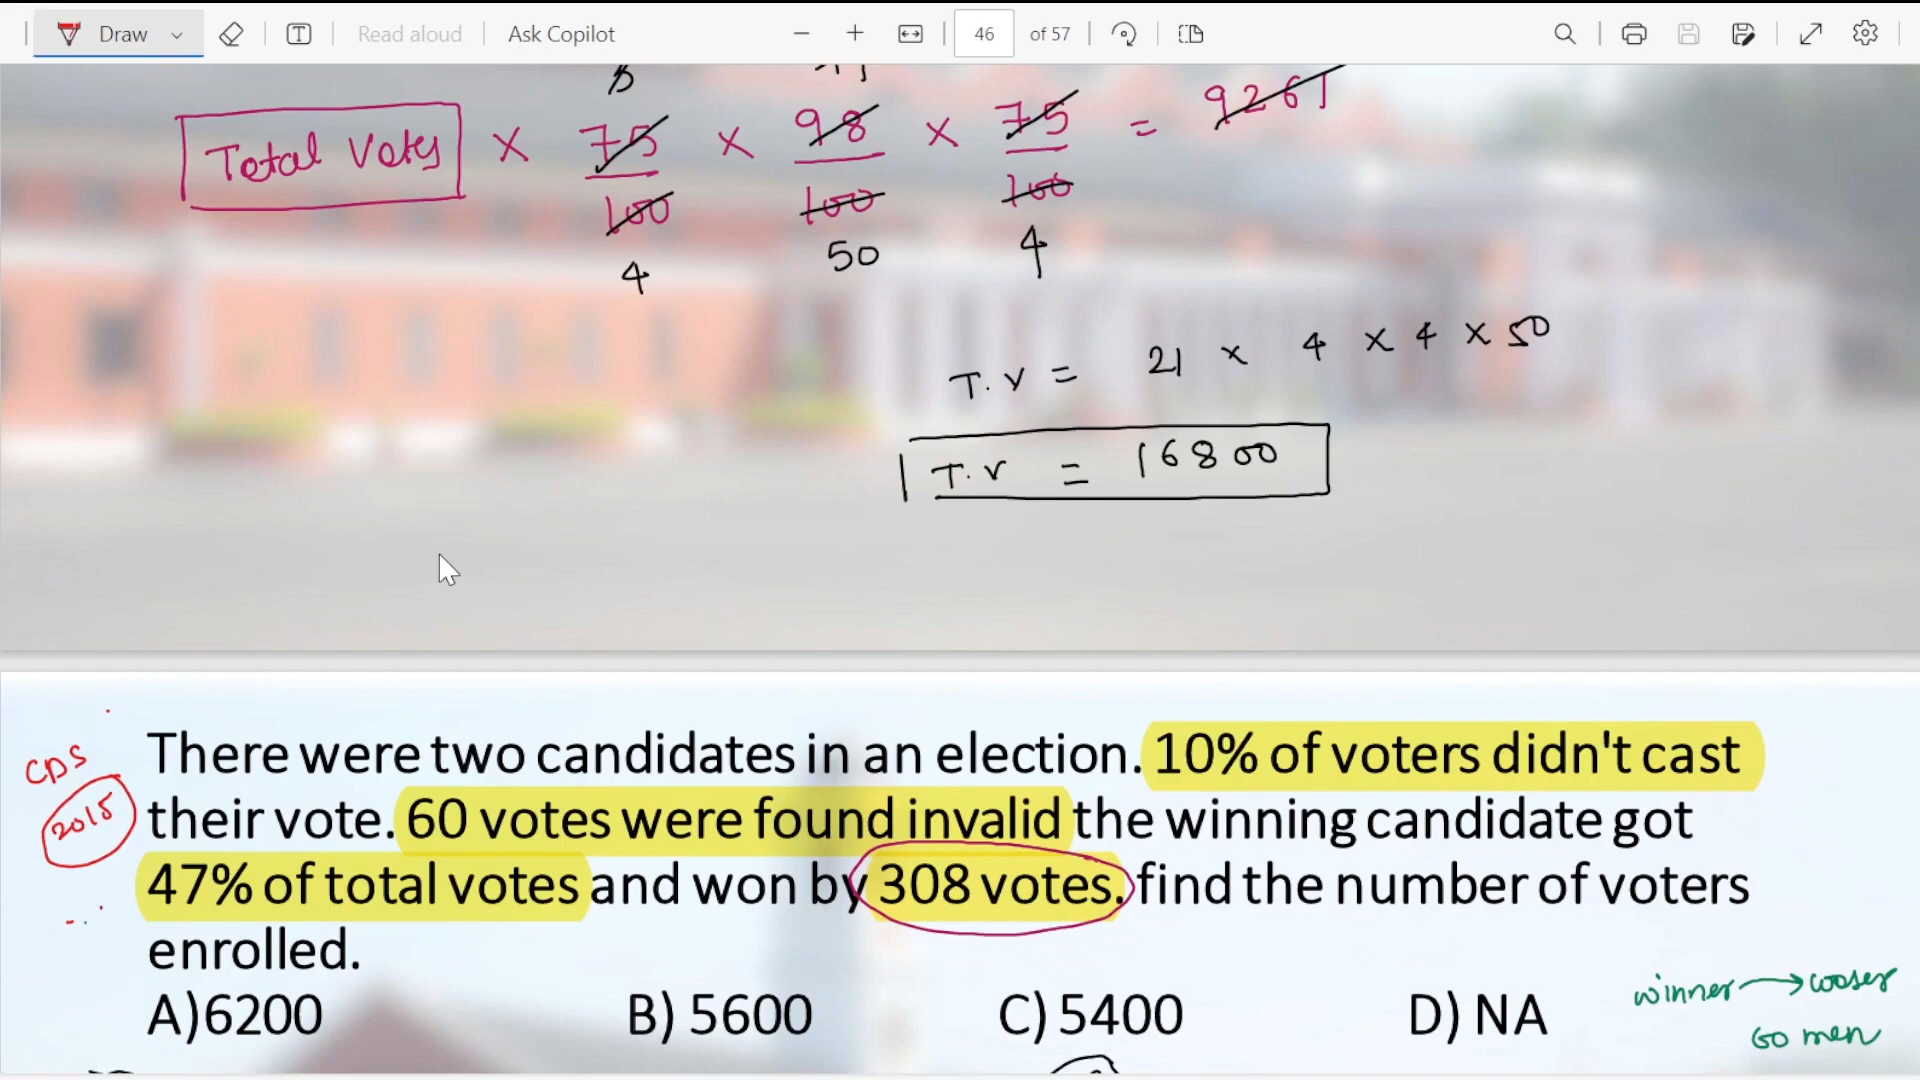 Draw Read aloud Ask Copilot 46 of 57
Total Votes × 75 × 98 × 75 = 9261
100 100 100
4 50 4
T.V = 21 × 4 × 4 × 50
T.V = 16800
CDS
2015
There were two candidates in an election. 10% of voters didn't cast
their vote. 60 votes were found invalid the winning candidate got
47% of total votes and won by 308 votes. find the number of voters
enrolled.
A)6200 B) 5600 C) 5400 D) NA
winner → looser
60 men